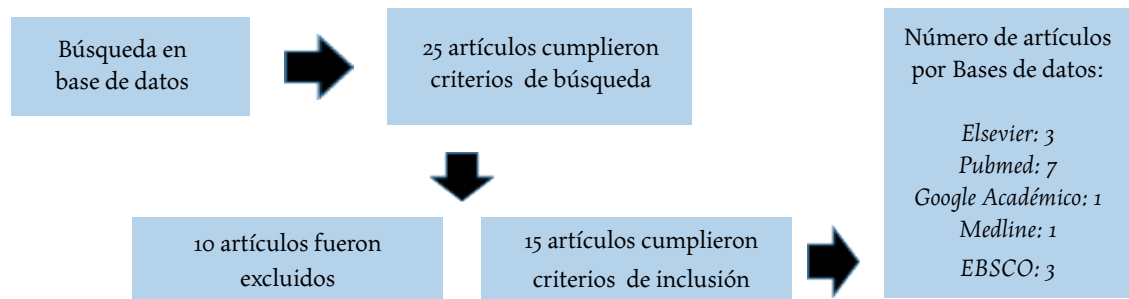 Búsqueda en
base de datos
25 artículos cumplieron
criterios de búsqueda
10 artículos fueron
excluidos
15 artículos cumplieron
criterios de inclusión
Número de artículos
por Bases de datos:
Elsevier: 3
Pubmed: 7
Google Académico: 1
Medline: 1
EBSCO: 3